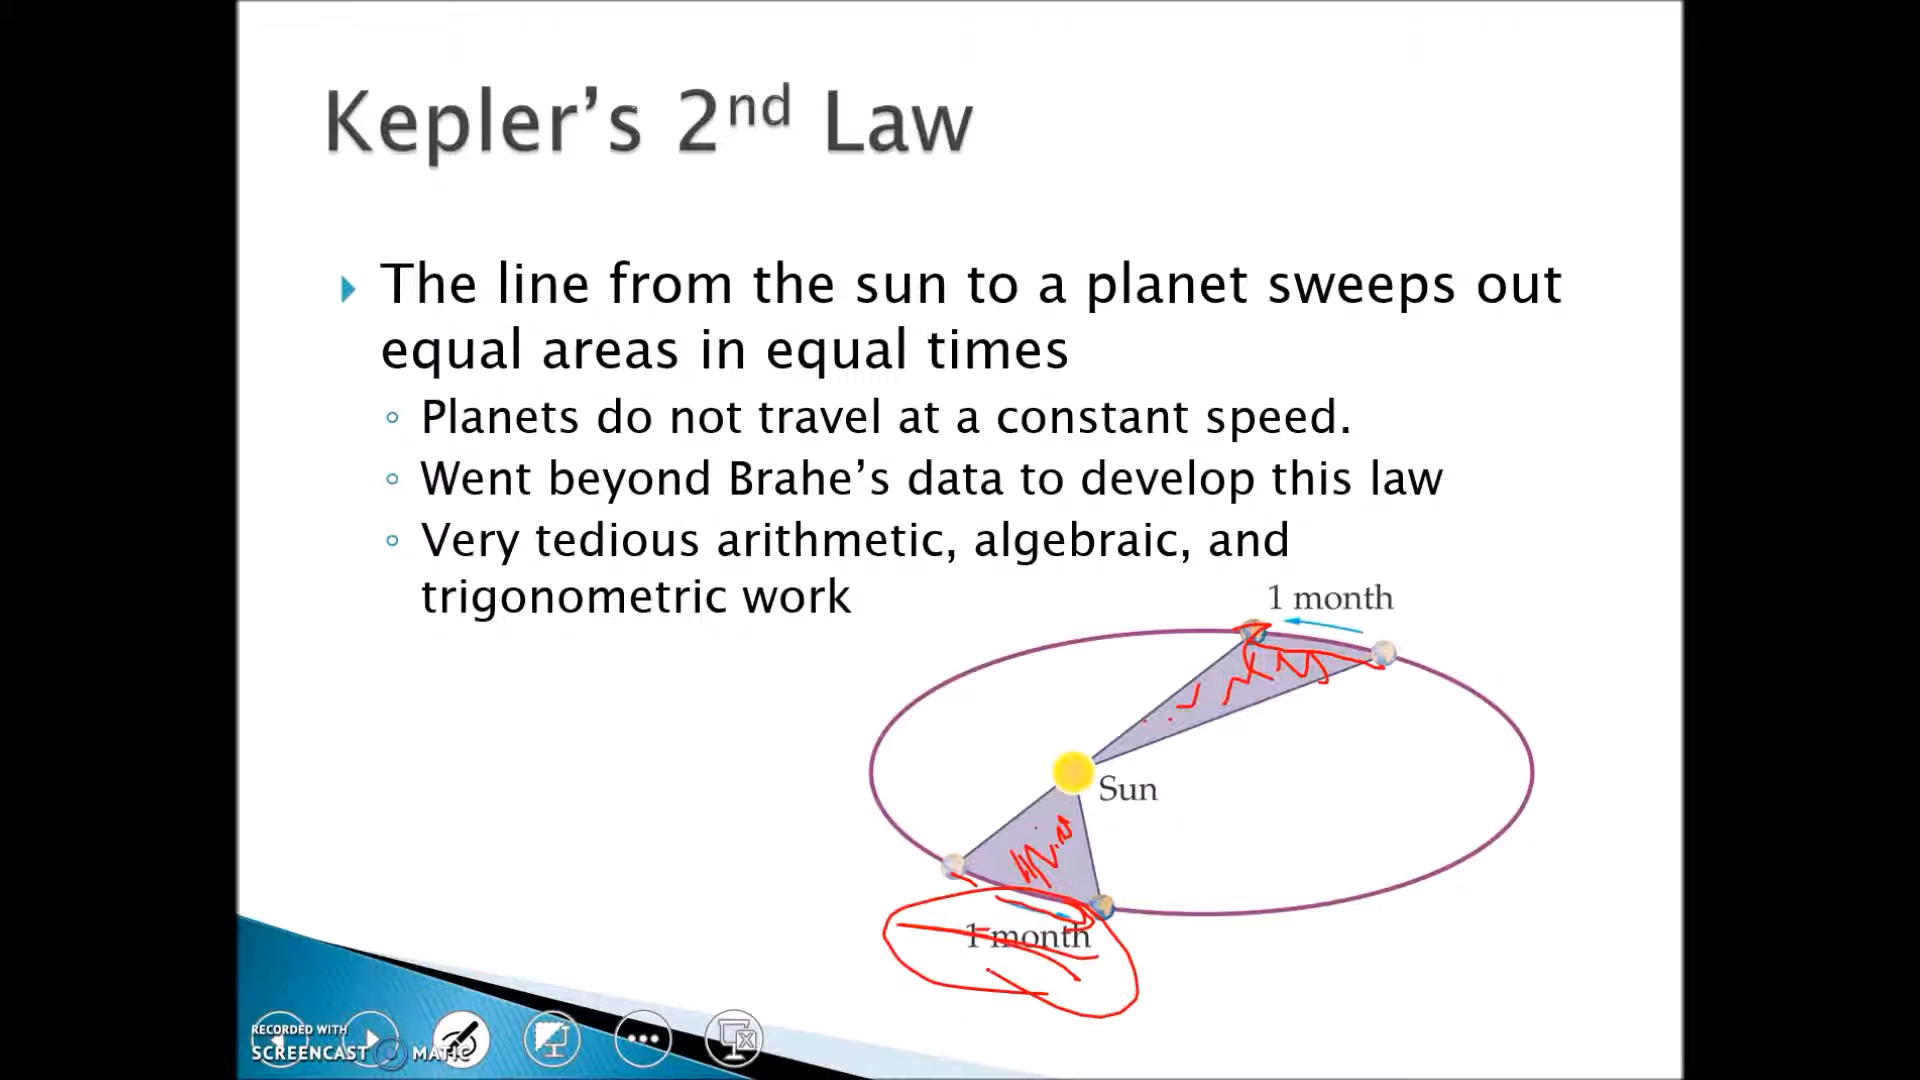 Kepler's 2nd Law
The line from the sun to a planet sweeps out
equal areas in equal times
Planets do not travel at a constant speed.
Went beyond Brahe's data to develop this law
Very tedious arithmetic, algebraic, and
trigonometric work
1 month
Sun
1 month
RECORDED WITH
SCREENCAST MATIC